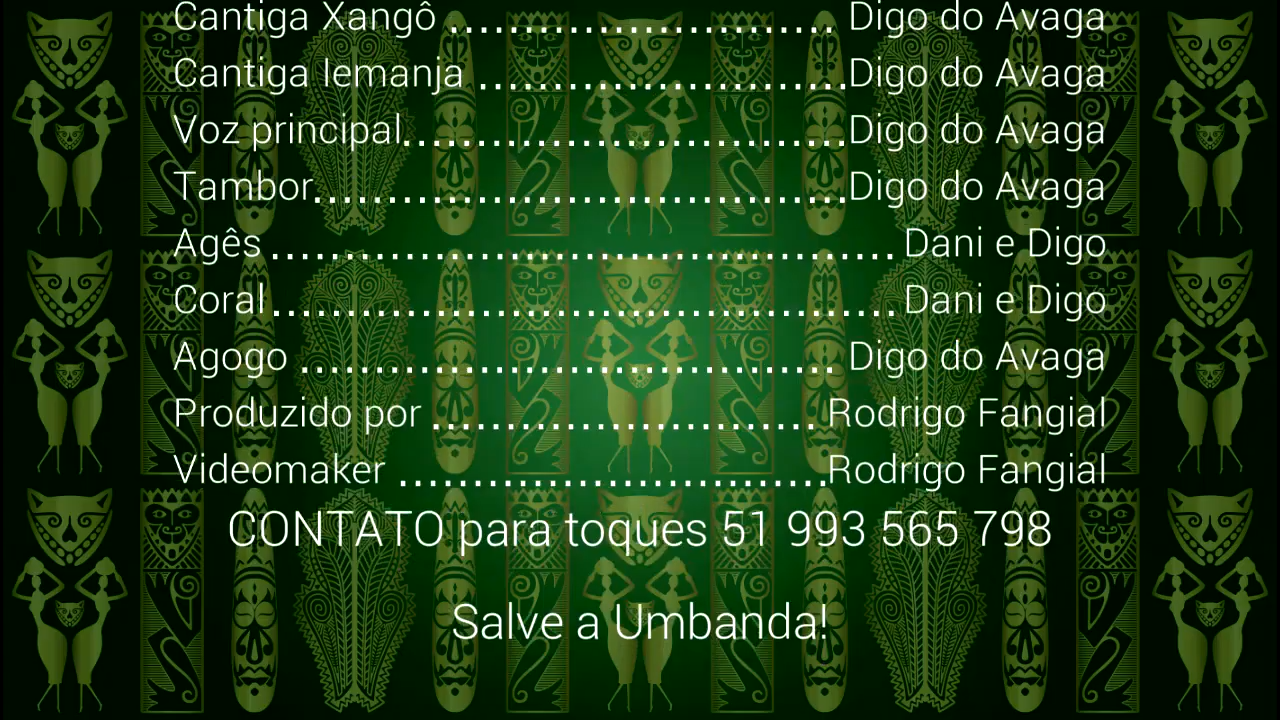 Cantiga Xangô .......................... Digo do Avaga
Cantiga Iemanja .........................Digo do Avaga
Voz principal..............................Digo do Avaga
Tambor....................................Digo do Avaga
Agês .......................................... Dani e Digo
Coral.......................................... Dani e Digo
Agogo .................................... Digo do Avaga
Produzido por .......................... Rodrigo Fangial
Videomaker .............................Rodrigo Fangial
CONTATO para toques 51 993 565 798
Salve a Umbanda!